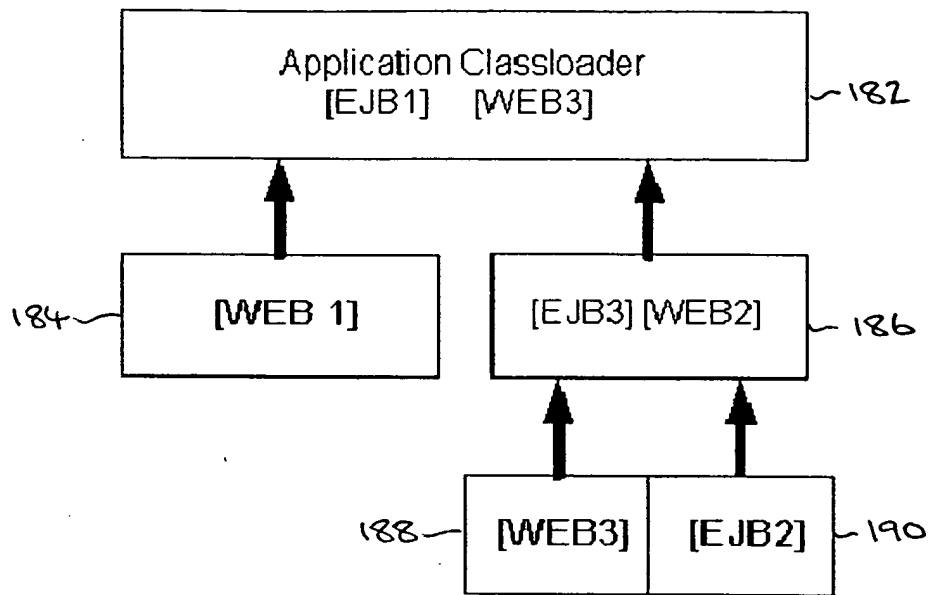 Application Classloader
[EJB1] [WEB3]
182
184
[WEB 1]
[EJB3] [WEB2]
186
188
[WEB3]
[EJB2]
190